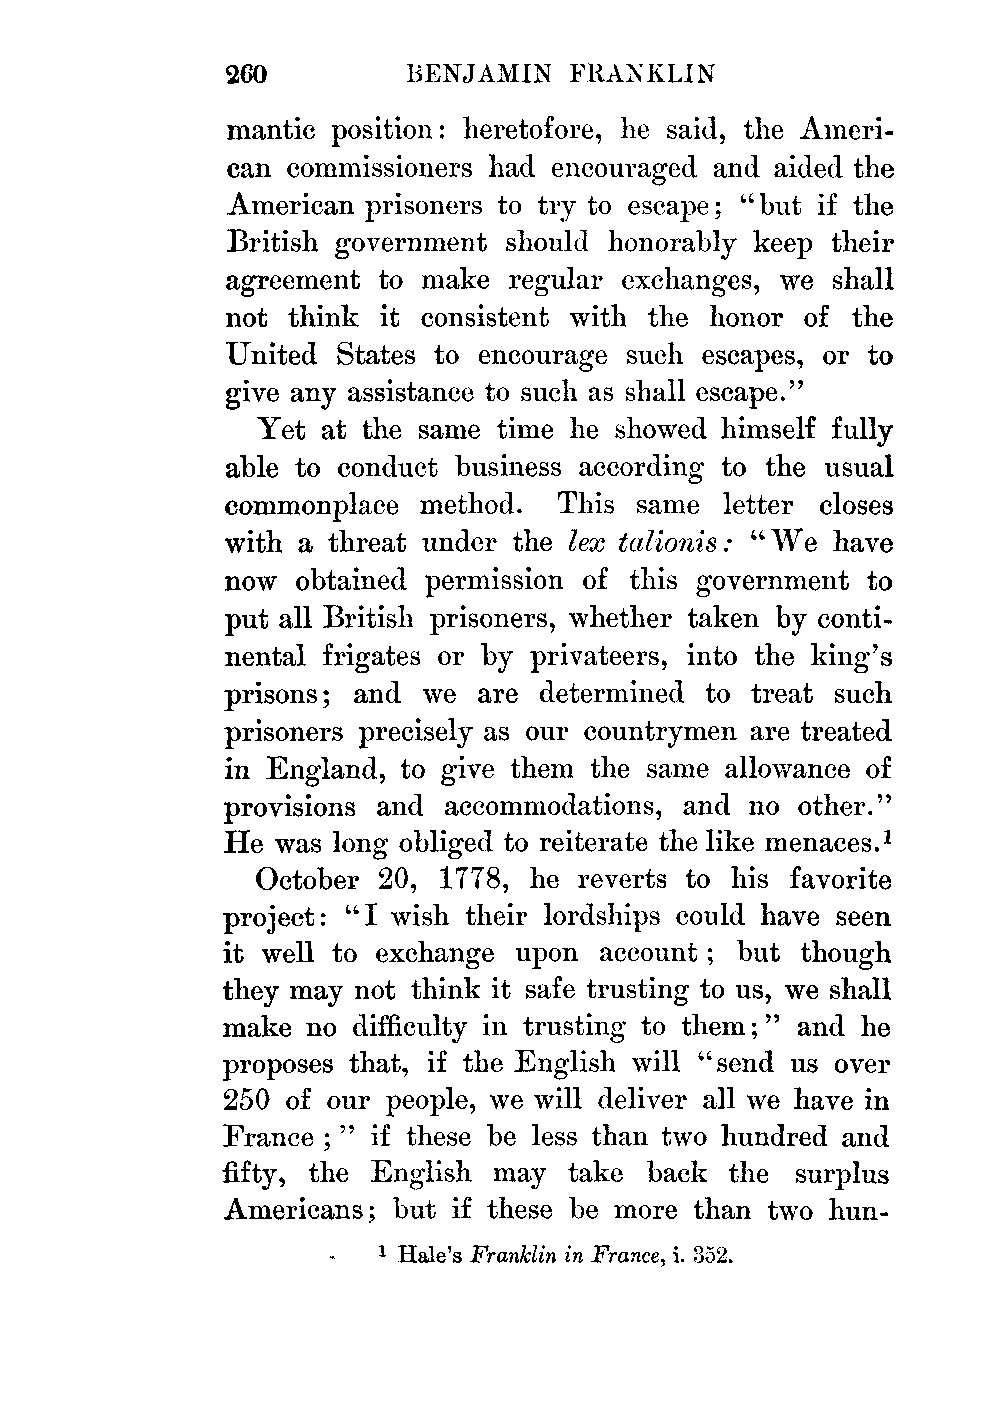 260 BENJAMIN FRANKLIN
mantic position: heretofore, he said, the Ameri-
can commissioners had encouraged and aided the
American prisoners to try to escape; "but if the
British government should honorably keep their
agreement to make regular exchanges, we shall
not think it consistent with the honor of the
United States to encourage such escapes, or to
give any assistance to such as shall escape."
Yet at the same time he showed himself fully
able to conduct business according to the usual
commonplace method. This same letter closes
with a threat under the lex talionis: "We have
now obtained permission of this government to
put all British prisoners, whether taken by conti-
nental frigates or by privateers, into the king's
prisons; and we are determined to treat such
prisoners precisely as our countrymen are treated
in England, to give them the same allowance of
provisions and accommodations, and no other."
He was long obliged to reiterate the like menaces.¹
October 20, 1778, he reverts to his favorite
project: "I wish their lordships could have seen
it well to exchange upon account; but though
they may not think it safe trusting to us, we shall
make no difficulty in trusting to them;" and he
proposes that, if the English will "send us over
250 of our people, we will deliver all we have in
France;" if these be less than two hundred and
fifty, the English may take back the surplus
Americans; but if these be more than two hun-
¹ Hale's Franklin in France, i. 352.